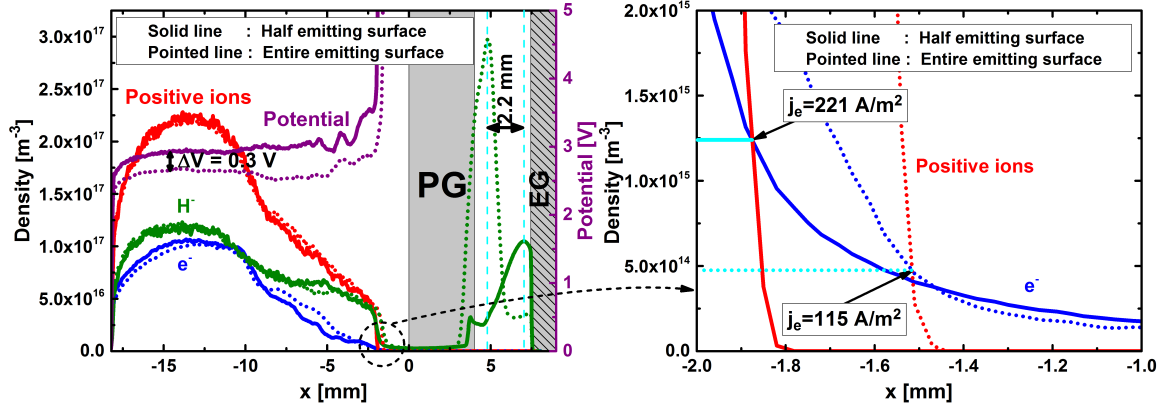 Solid line : Half emitting surface
Pointed line : Entire emitting surface
Positive ions
Potential
ΔV = 0.3 V
H-
e-
PG
EG
2.2 mm
Density [m-3]
3.0x10^17
2.5x10^17
2.0x10^17
1.5x10^17
1.0x10^17
5.0x10^16
0.0
-15
-10
-5
0
5
x [mm]
5
4
3
2
1
0
Potential [V]
Solid line : Half emitting surface
Pointed line : Entire emitting surface
je=221 A/m2
Positive ions
e-
je=115 A/m2
Density [m-3]
2.0x10^15
1.5x10^15
1.0x10^15
5.0x10^14
0.0
-2.0
-1.8
-1.6
-1.4
-1.2
-1.0
x [mm]